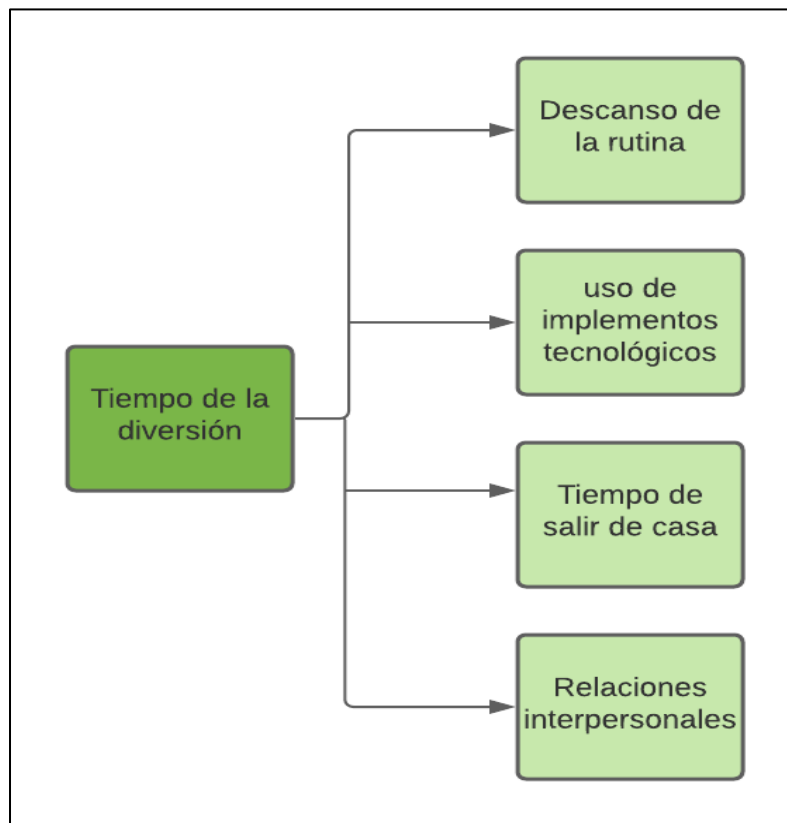 Descanso de
la rutina
uso de
implementos
tecnológicos
Tiempo de la
diversión
Tiempo de
salir de casa
Relaciones
interpersonales